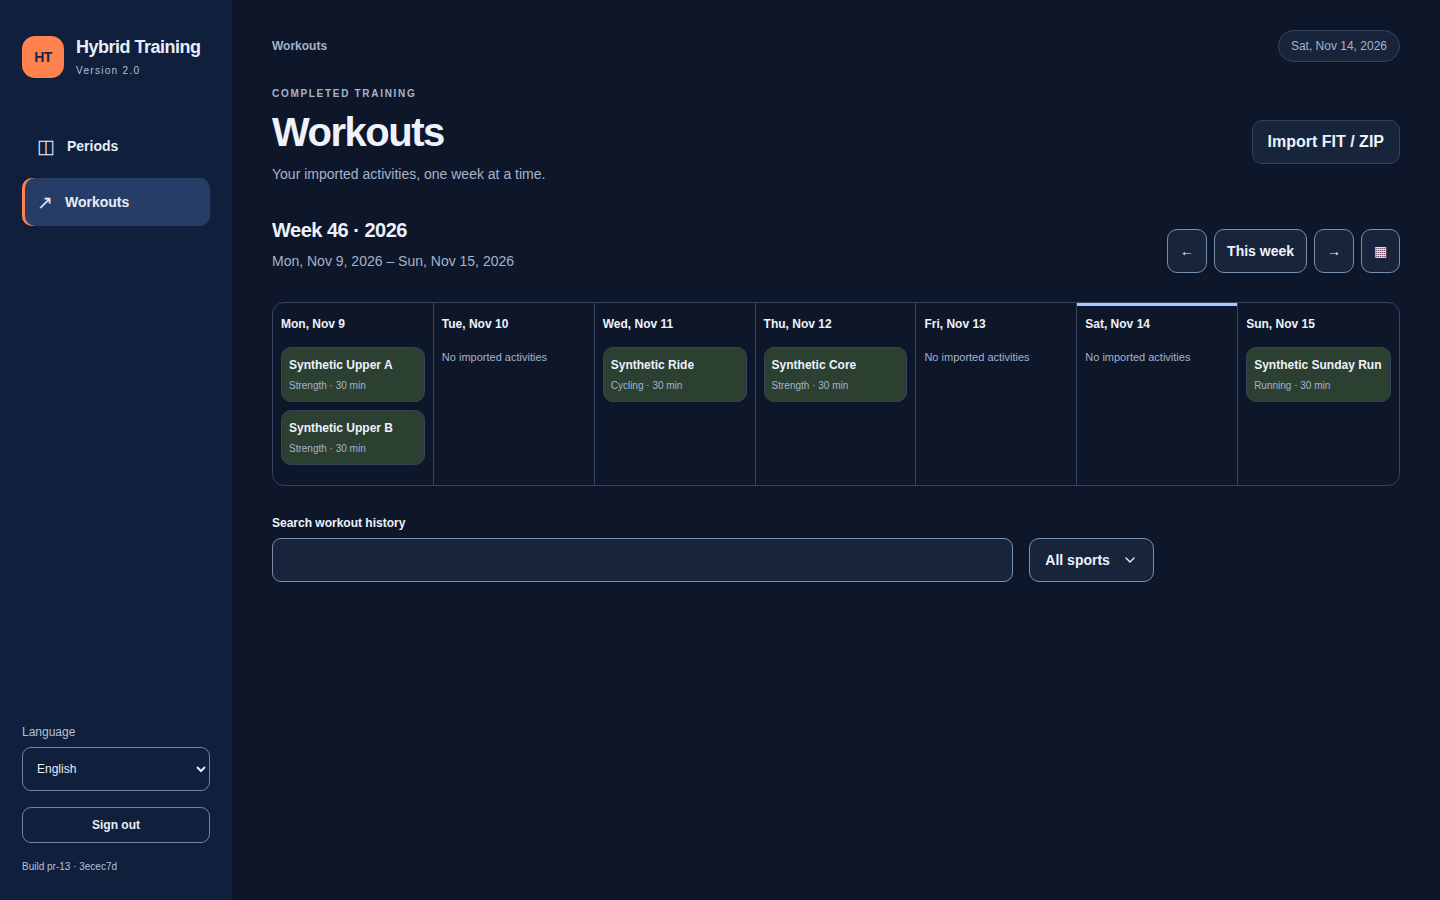 HT
Hybrid Training
Version 2.0
Periods
Workouts
Language
English
Sign out
Build pr-13 · 3ecec7d
Workouts
Sat, Nov 14, 2026
COMPLETED TRAINING
Workouts
Your imported activities, one week at a time.
Import FIT / ZIP
Week 46 · 2026
Mon, Nov 9, 2026 – Sun, Nov 15, 2026
← This week →
Mon, Nov 9
Synthetic Upper A
Strength · 30 min
Synthetic Upper B
Strength · 30 min
Tue, Nov 10
No imported activities
Wed, Nov 11
Synthetic Ride
Cycling · 30 min
Thu, Nov 12
Synthetic Core
Strength · 30 min
Fri, Nov 13
No imported activities
Sat, Nov 14
No imported activities
Sun, Nov 15
Synthetic Sunday Run
Running · 30 min
Search workout history
All sports